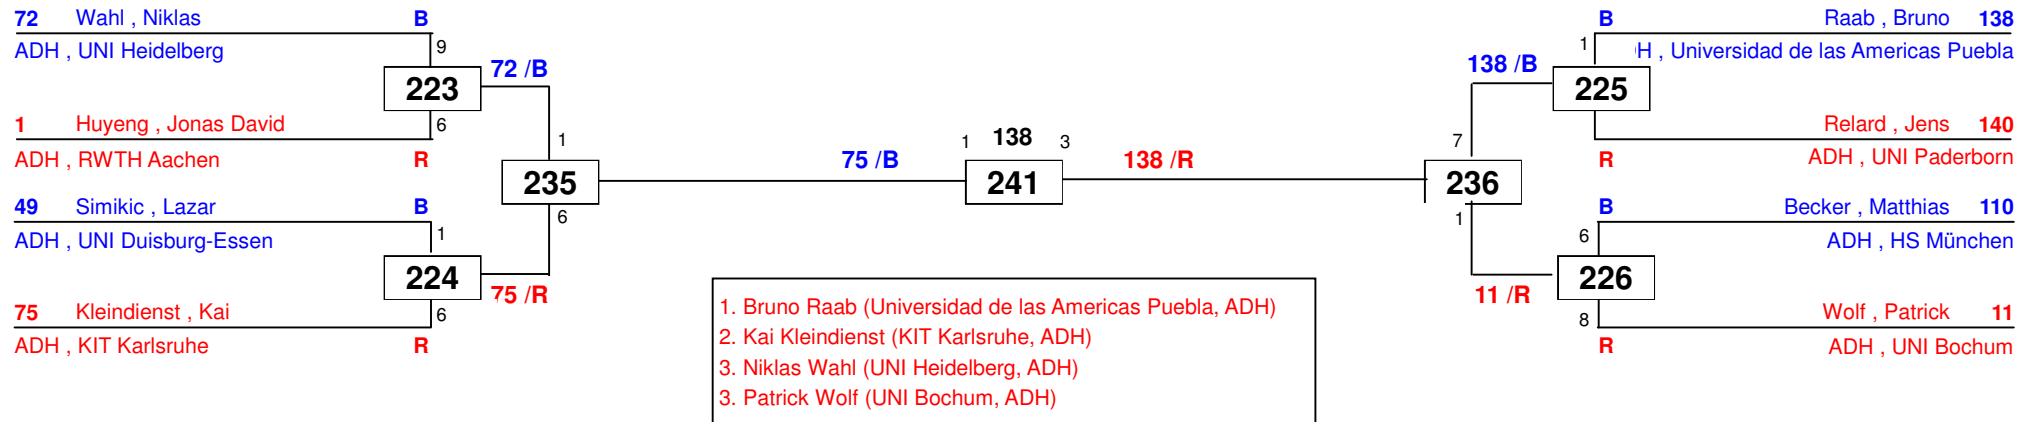 72 Wahl , Niklas B
ADH , UNI Heidelberg
9
223
72 /B
6
1 Huyeng , Jonas David
ADH , RWTH Aachen R
1
235
6
49 Simikic , Lazar B
ADH , UNI Duisburg-Essen
1
224
75 /R
6
75 Kleindienst , Kai
ADH , KIT Karlsruhe R
75 /B
1 138 3
241
138 /R
B Raab , Bruno 138
1 H , Universidad de las Americas Puebla
138 /B
225
Relard , Jens 140
R ADH , UNI Paderborn
7
236
1
B Becker , Matthias 110
6 ADH , HS München
226
11 /R
8
Wolf , Patrick 11
R ADH , UNI Bochum
1. Bruno Raab (Universidad de las Americas Puebla, ADH)
2. Kai Kleindienst (KIT Karlsruhe, ADH)
3. Niklas Wahl (UNI Heidelberg, ADH)
3. Patrick Wolf (UNI Bochum, ADH)